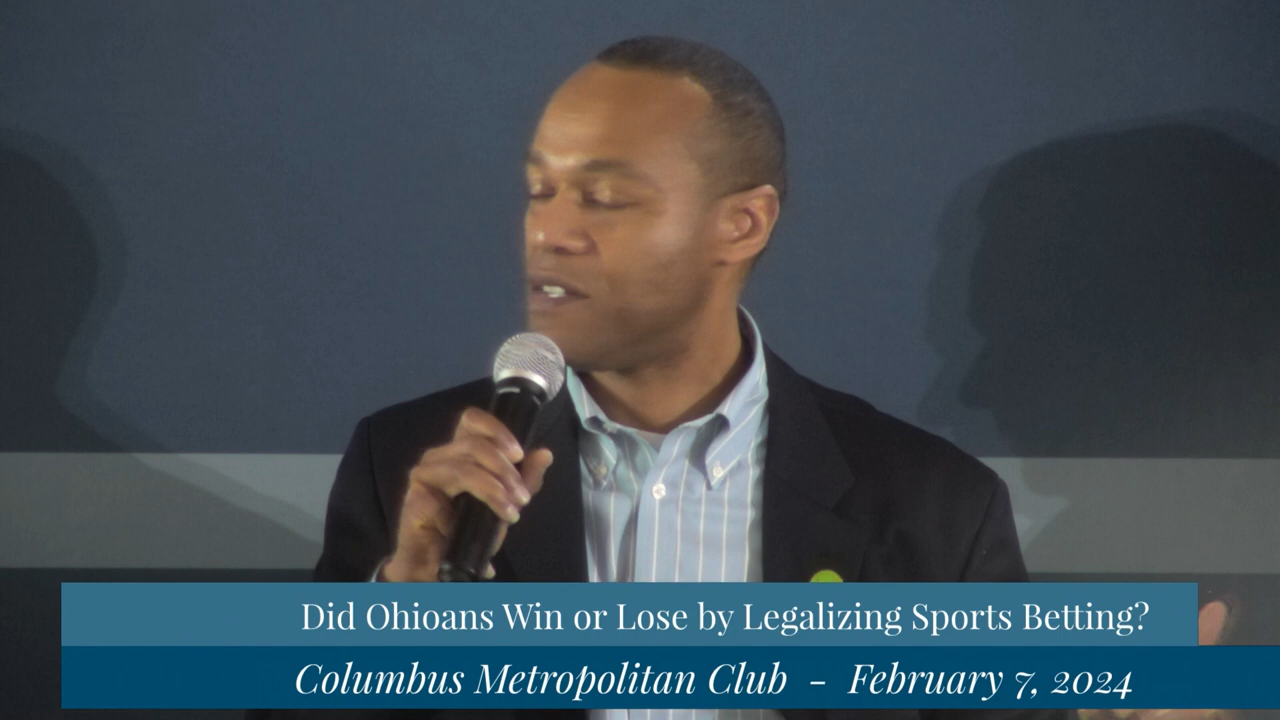 Did Ohioans Win or Lose by Legalizing Sports Betting?
Columbus Metropolitan Club - February 7, 2024